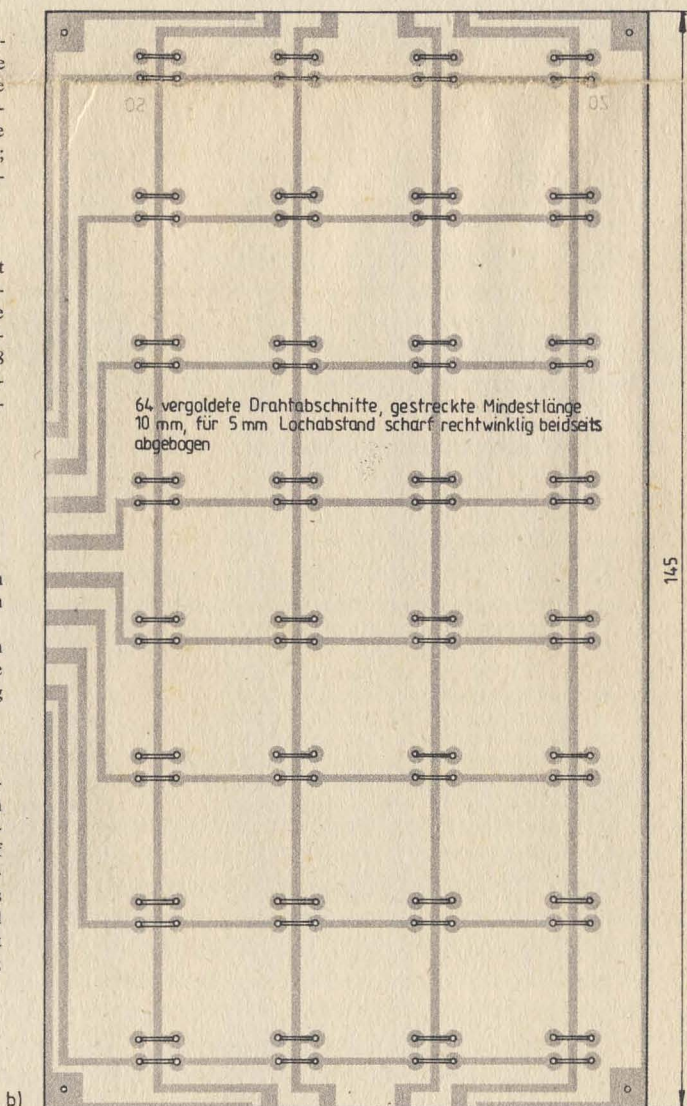 64 vergoldete Drahtabschnitte, gestreckte Mindestlänge
10 mm, für 5 mm Lochabstand scharf rechtwinklig beidseits
abgebogen
145
b)